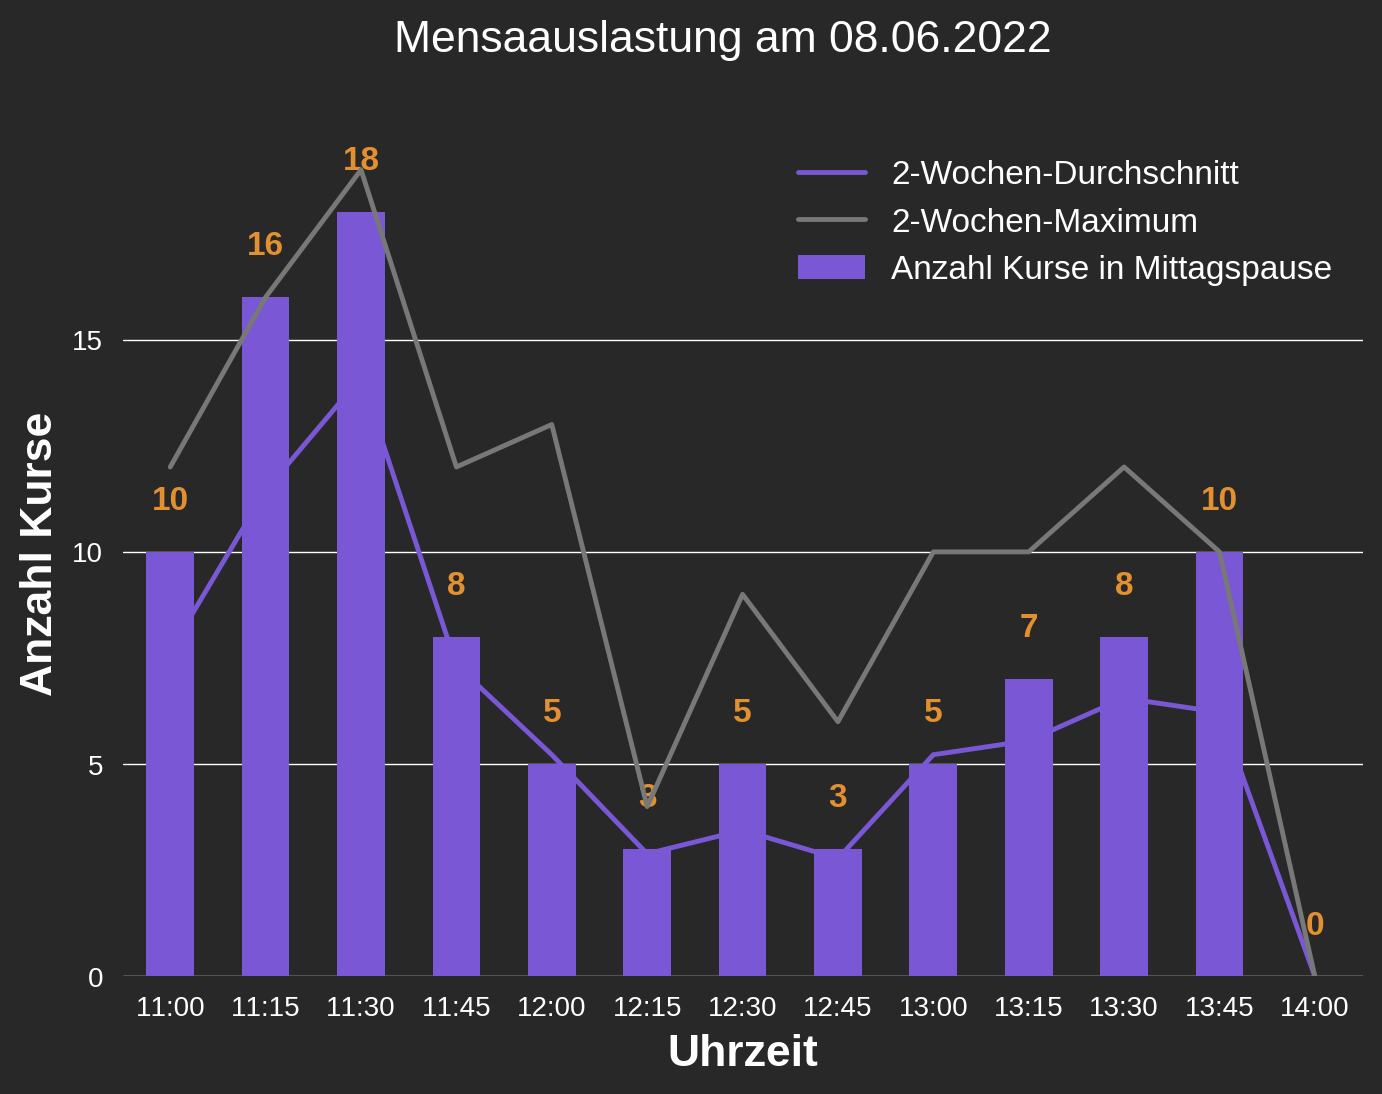 Mensaauslastung am 08.06.2022
2-Wochen-Durchschnitt
2-Wochen-Maximum
Anzahl Kurse in Mittagspause
Anzahl Kurse
15
10
5
0
10
16
18
8
5
3
5
3
5
7
8
10
0
11:00 11:15 11:30 11:45 12:00 12:15 12:30 12:45 13:00 13:15 13:30 13:45 14:00
Uhrzeit